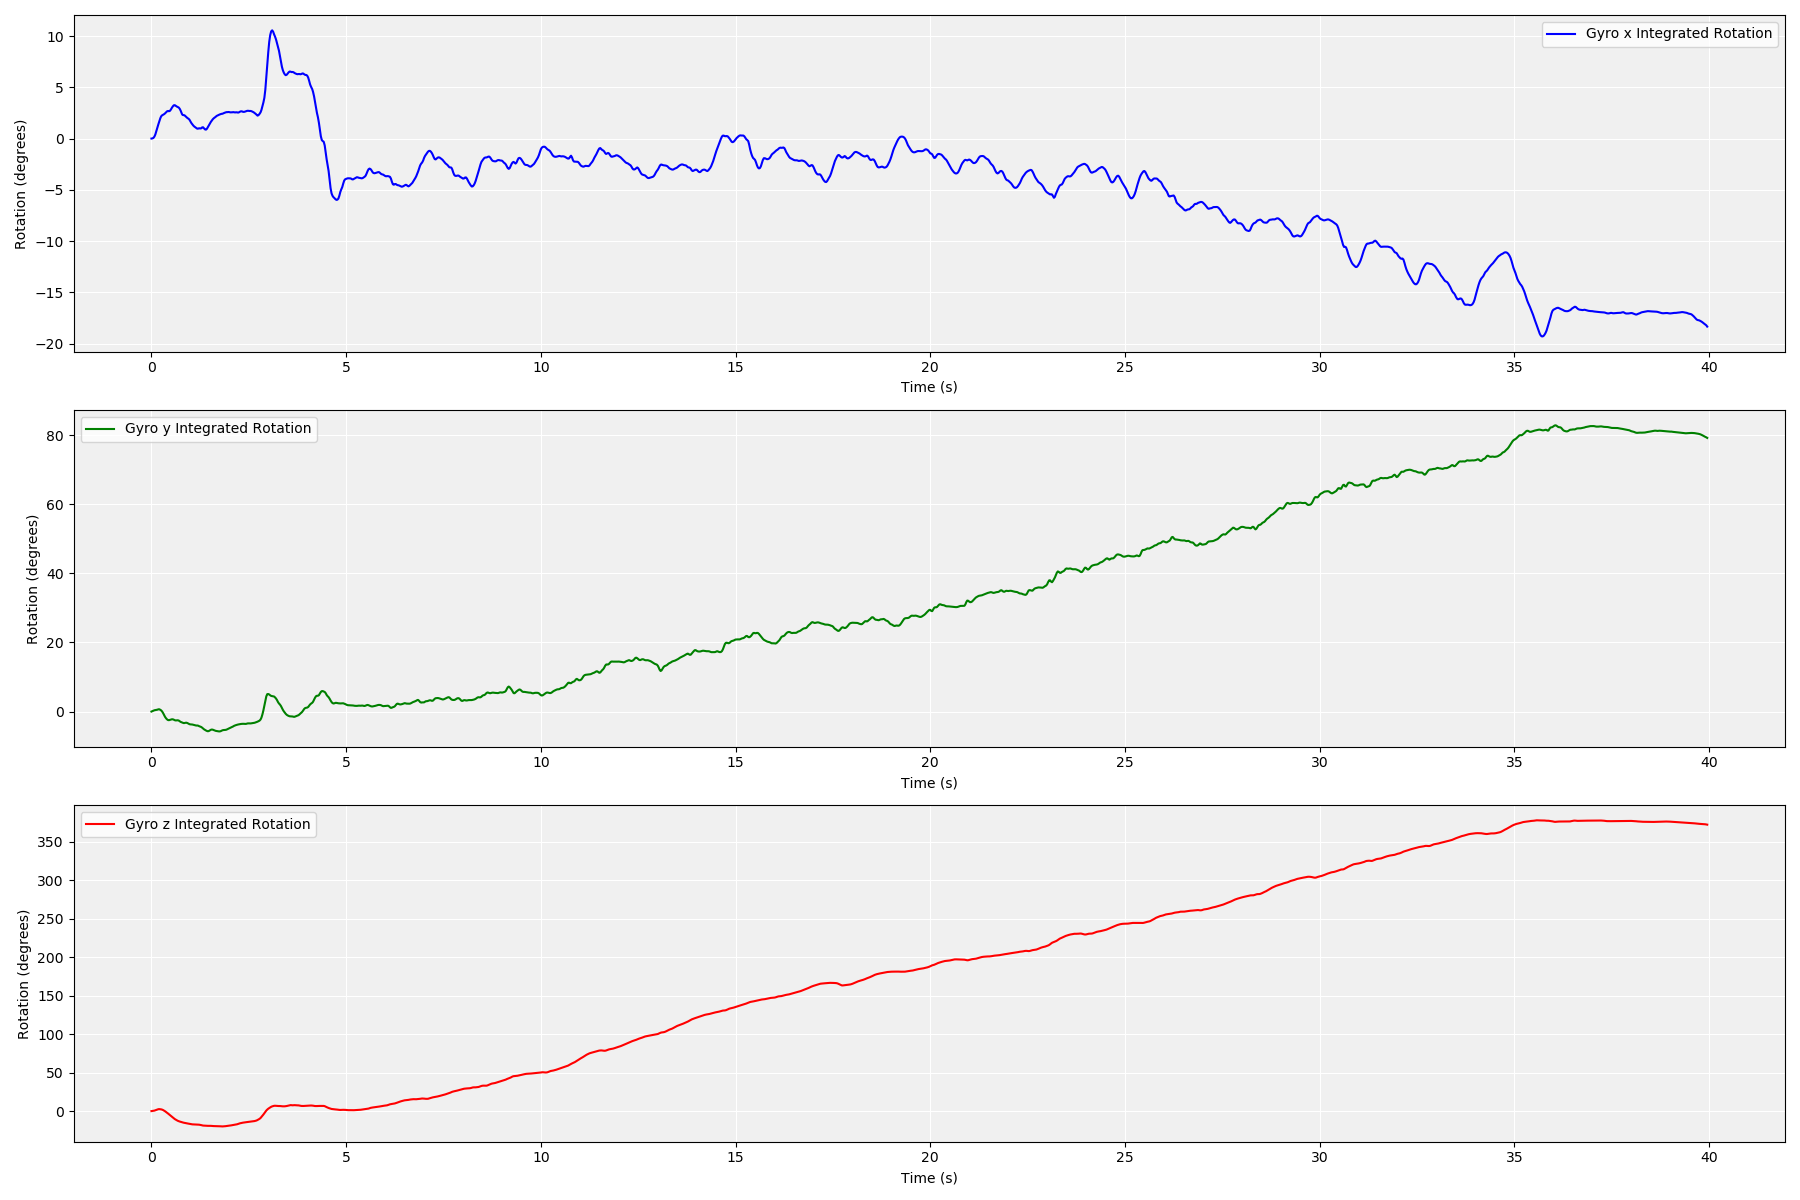 10
5
0
−5
−10
−15
−20
Rotation (degrees)
Gyro x Integrated Rotation
0 5 10 15 20 25 30 35 40
Time (s)
80
60
40
20
0
Rotation (degrees)
Gyro y Integrated Rotation
0 5 10 15 20 25 30 35 40
Time (s)
350
300
250
200
150
100
50
0
Rotation (degrees)
Gyro z Integrated Rotation
0 5 10 15 20 25 30 35 40
Time (s)